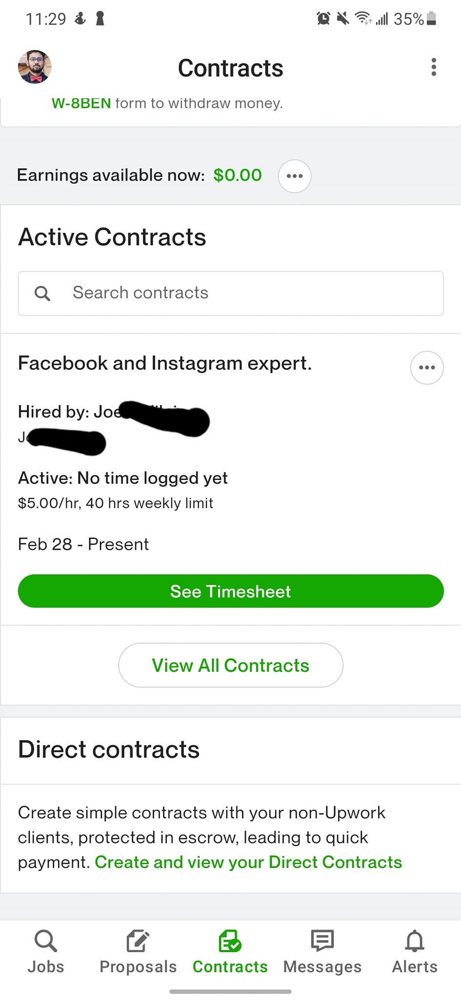 11:29
35%
Contracts
W-8BEN form to withdraw money.
Earnings available now: $0.00
Active Contracts
Search contracts
Facebook and Instagram expert.
Hired by: Joe
Active: No time logged yet
$5.00/hr, 40 hrs weekly limit
Feb 28 - Present
See Timesheet
View All Contracts
Direct contracts
Create simple contracts with your non-Upwork
clients, protected in escrow, leading to quick
payment. Create and view your Direct Contracts
Jobs Proposals Contracts Messages Alerts